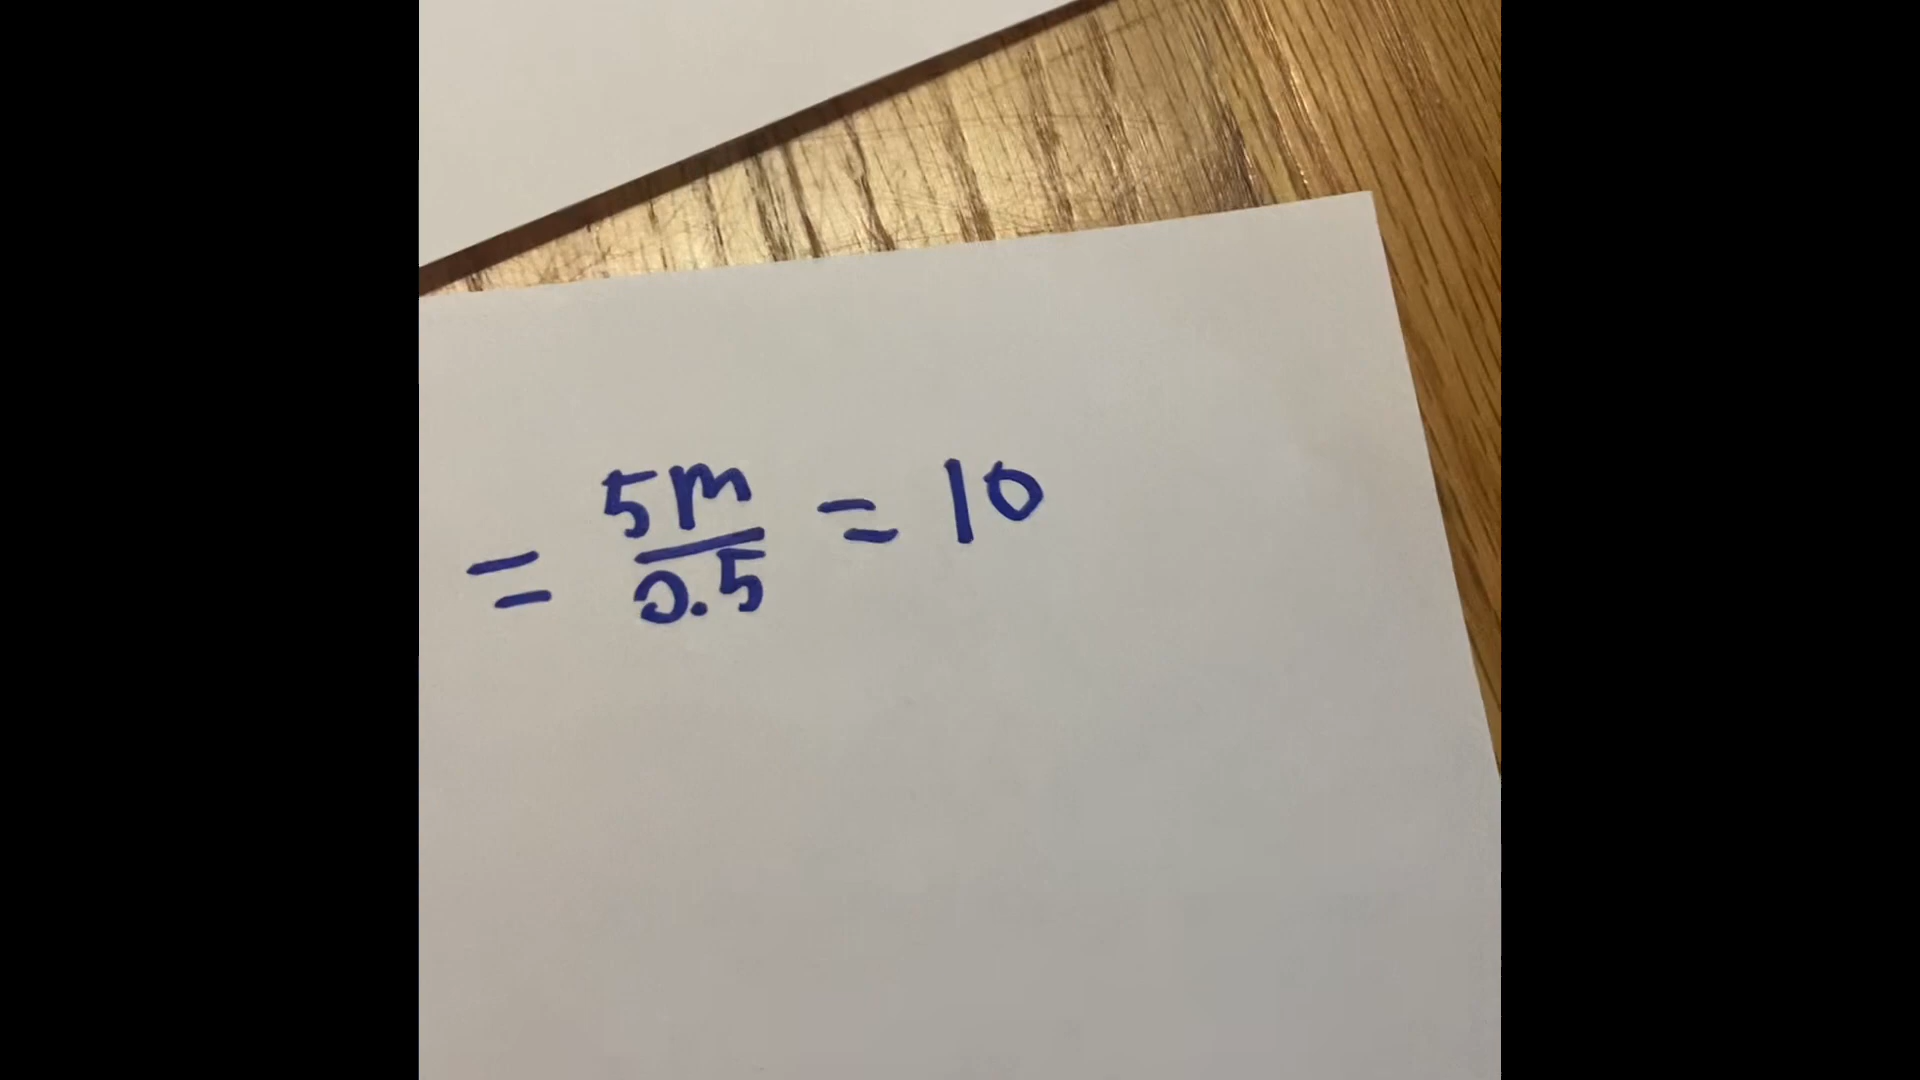 = 5m/0.5 = 10